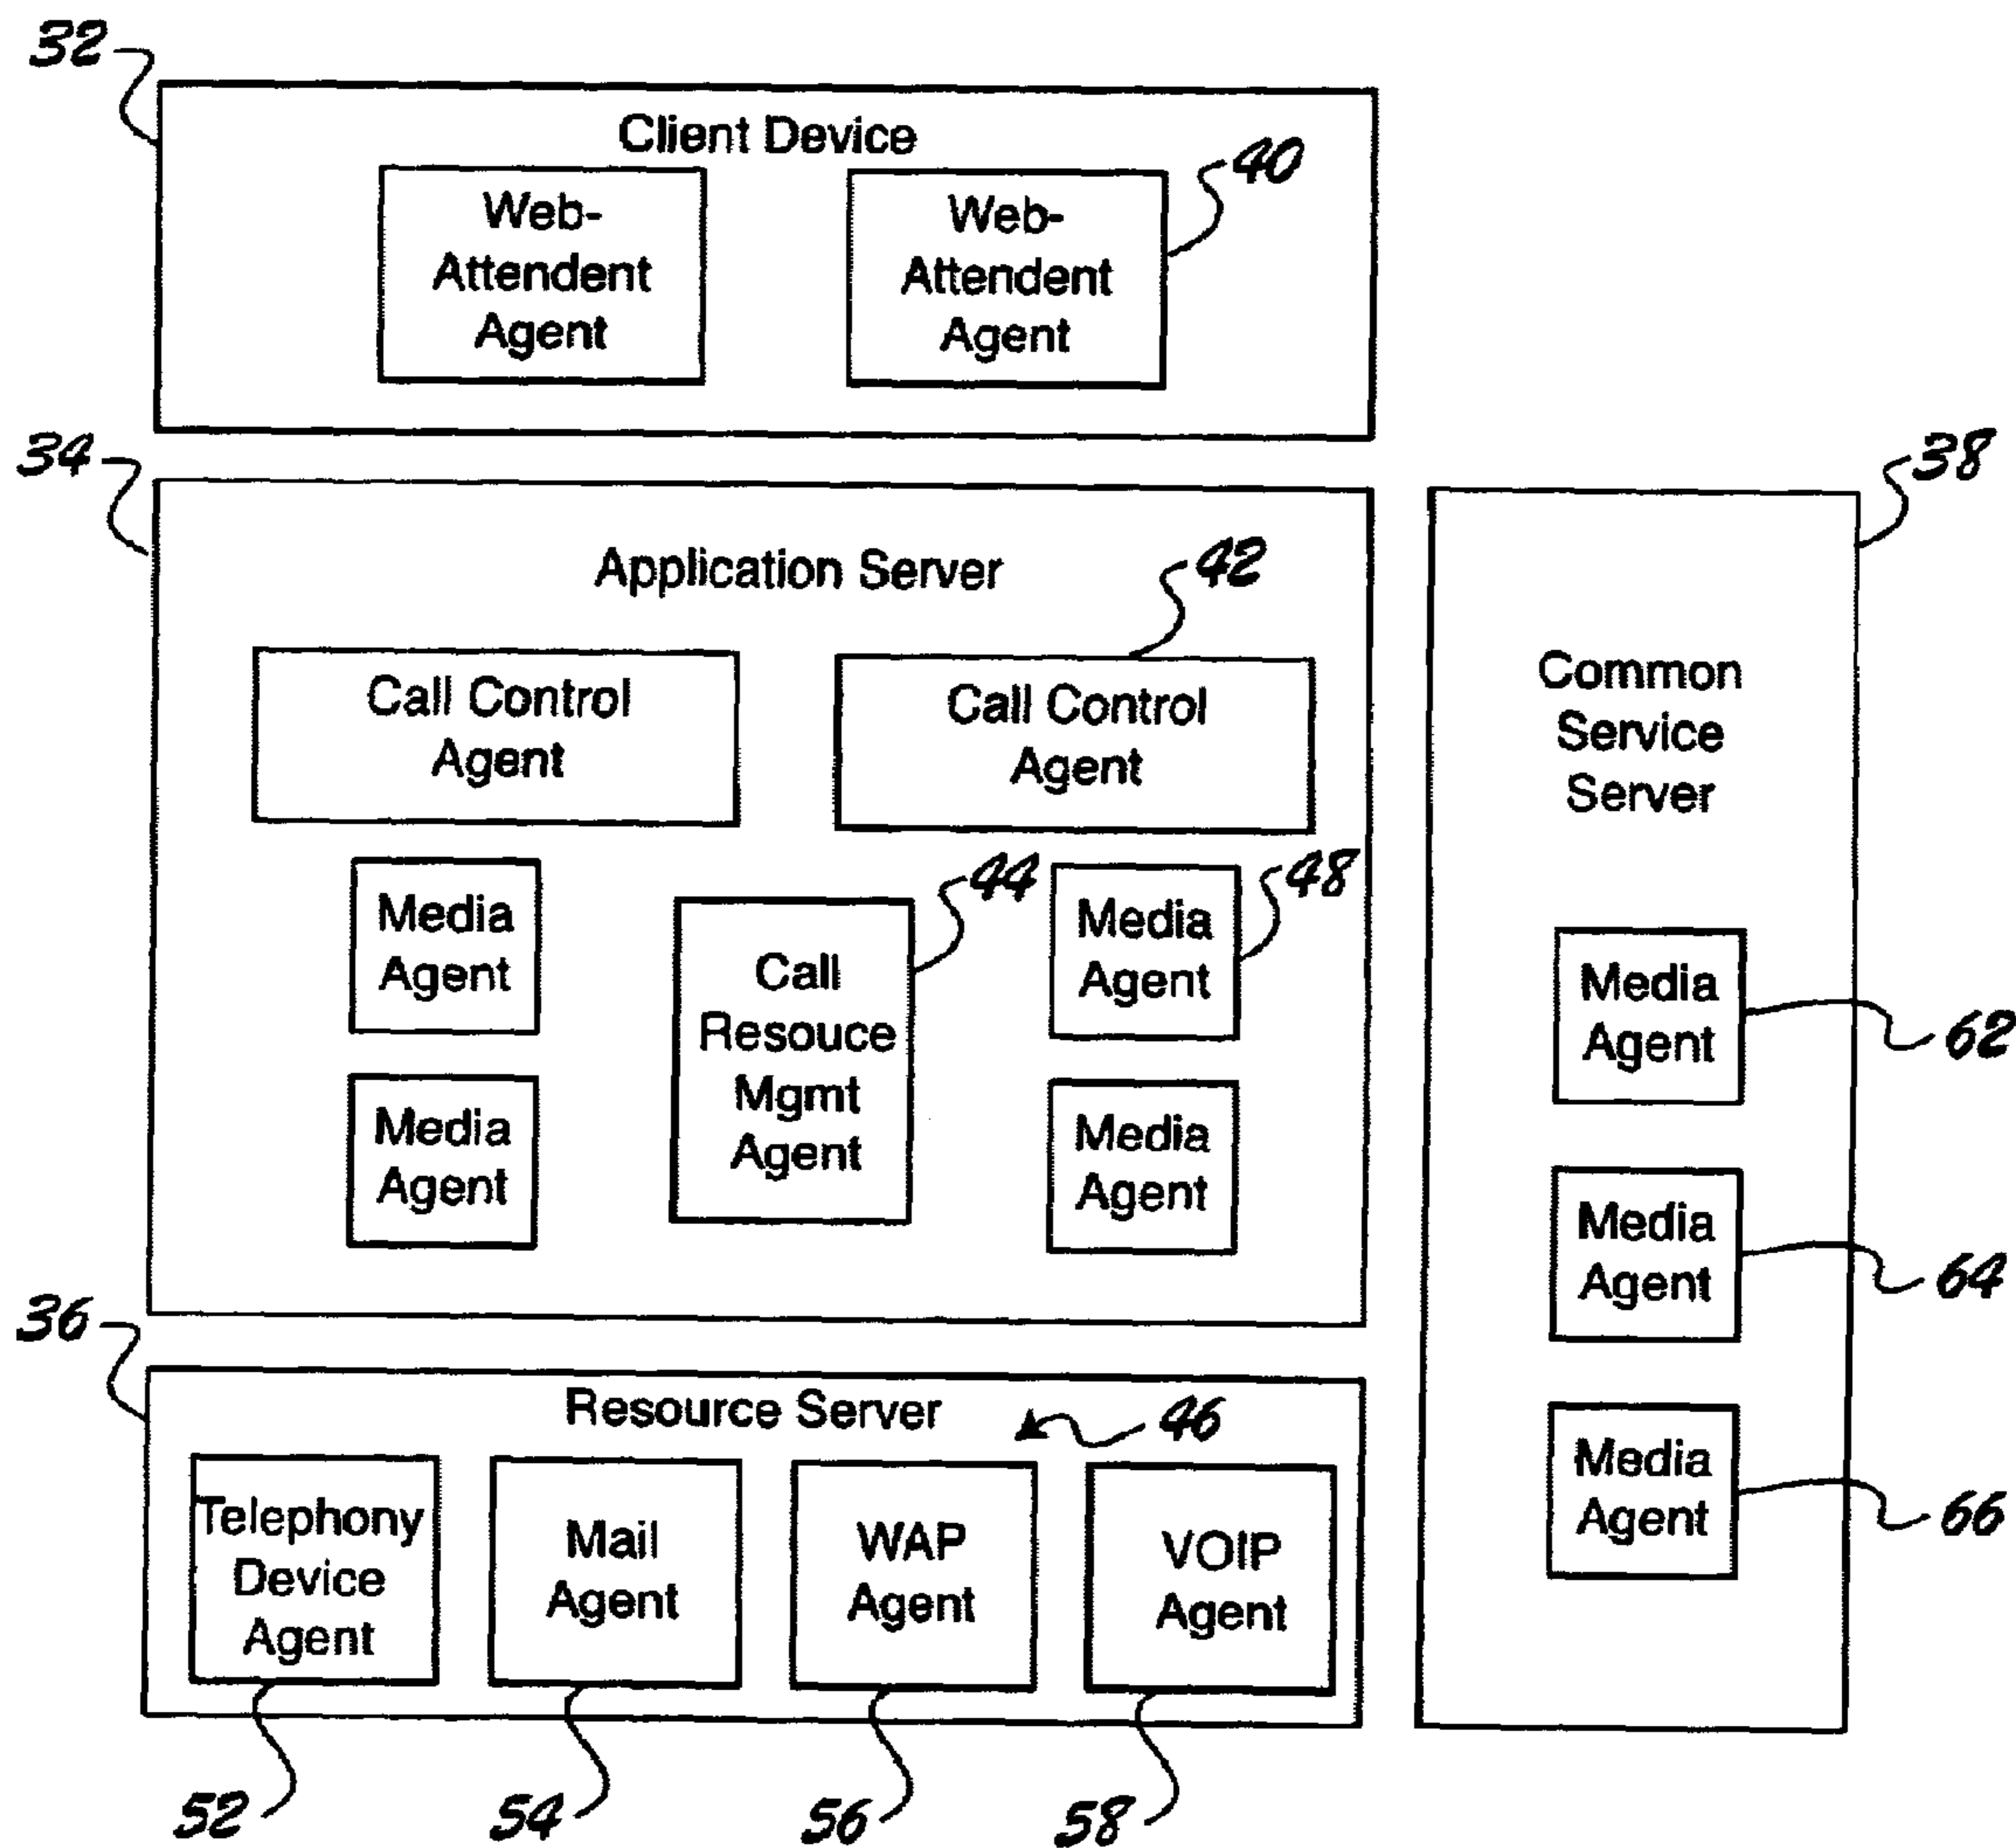 32
Client Device
40
Web-
Attendent
Agent
Web-
Attendent
Agent
34
38
Application Server
42
Call Control
Agent
Call Control
Agent
Common
Service
Server
Media
Agent
44
Call
Resouce
Mgmt
Agent
Media
Agent
48
Media
Agent
Media
Agent
Media
Agent
62
Media
Agent
64
Media
Agent
66
36
Resource Server
46
Telephony
Device
Agent
Mail
Agent
WAP
Agent
VOIP
Agent
52
54
56
58